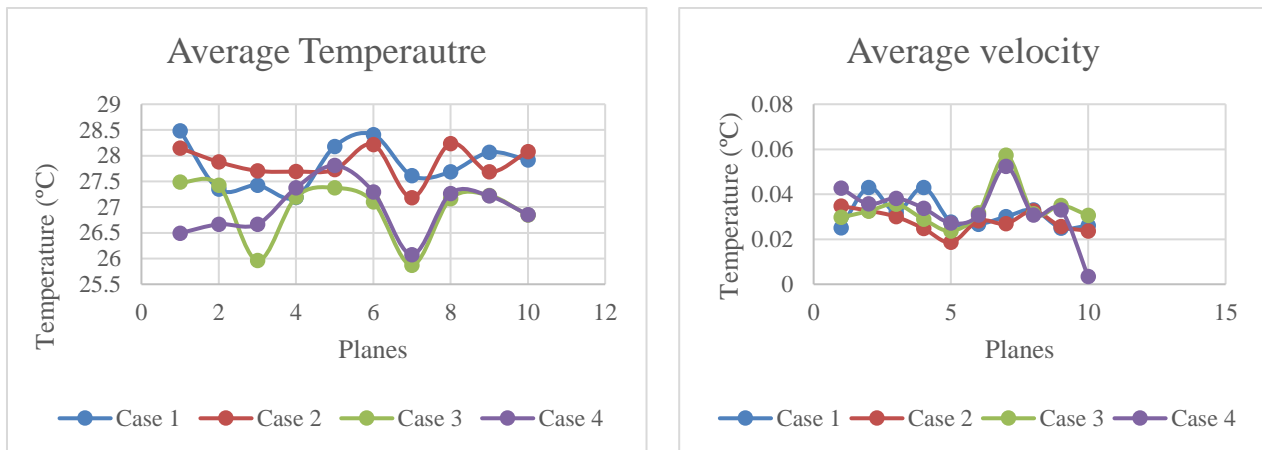 Average Temperautre
Temperature (ºC)
29
28.5
28
27.5
27
26.5
26
25.5
0
2
4
6
8
10
12
Planes
Case 1
Case 2
Case 3
Case 4
Average velocity
Temperature (ºC)
0.08
0.06
0.04
0.02
0
0
5
10
15
Planes
Case 1
Case 2
Case 3
Case 4